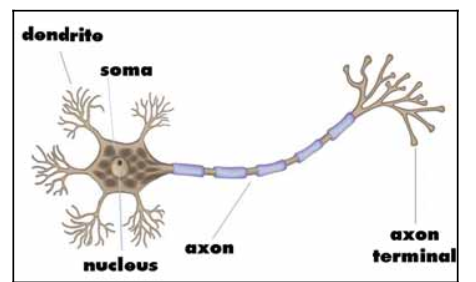 dendrite
soma
nucleus
axon
axon
terminal